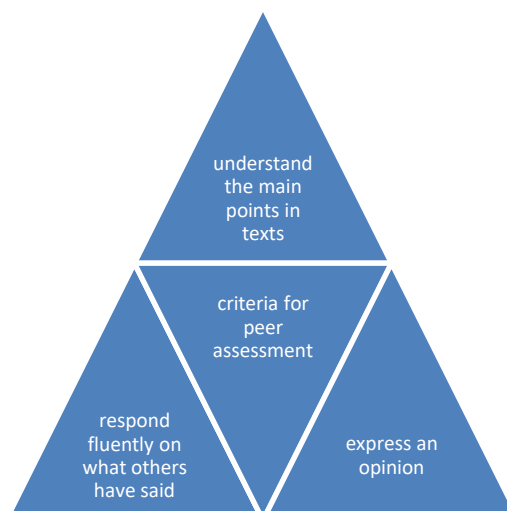 understand
the main
points in
texts
criteria for
peer
assessment
respond
fluently on
what others
have said
express an
opinion